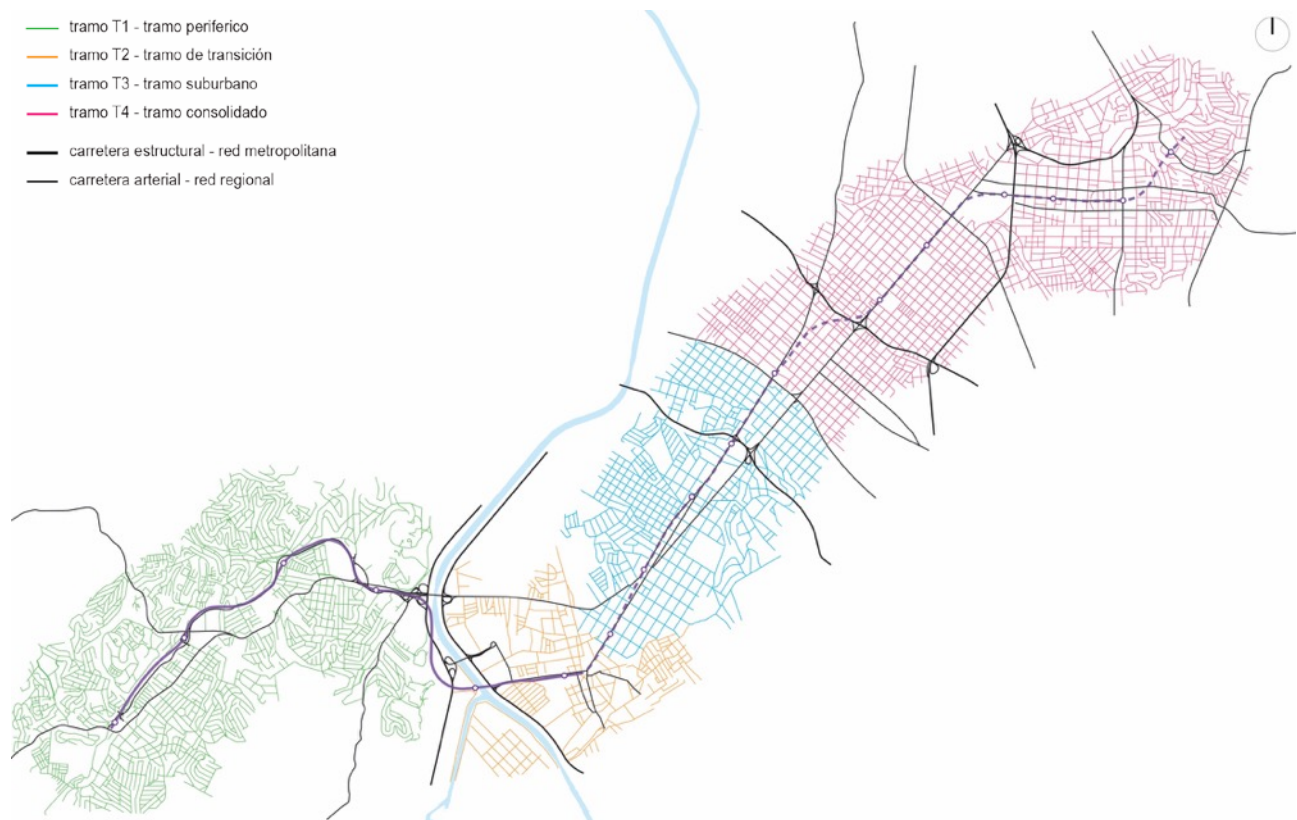 tramo T1 - tramo periferico
tramo T2 - tramo de transición
tramo T3 - tramo suburbano
tramo T4 - tramo consolidado
carretera estructural - red metropolitana
carretera arterial - red regional